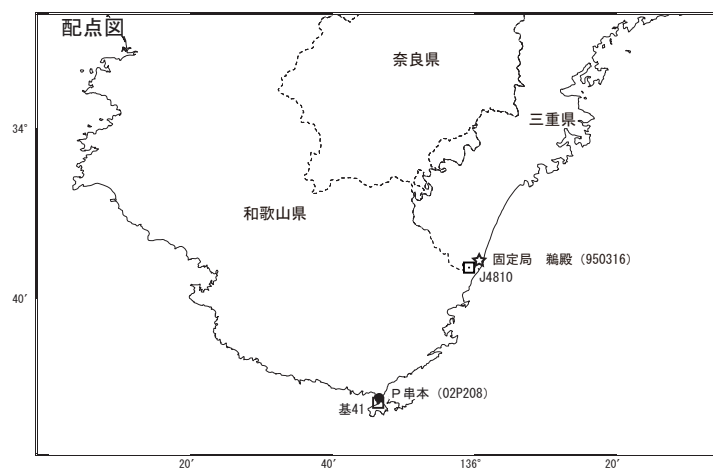 配点図
奈良県
三重県
34°
和歌山県
固定局　鵜殿（950316）
J4810
40′
P串本（02P208）
基41
20′
40′
136°
20′